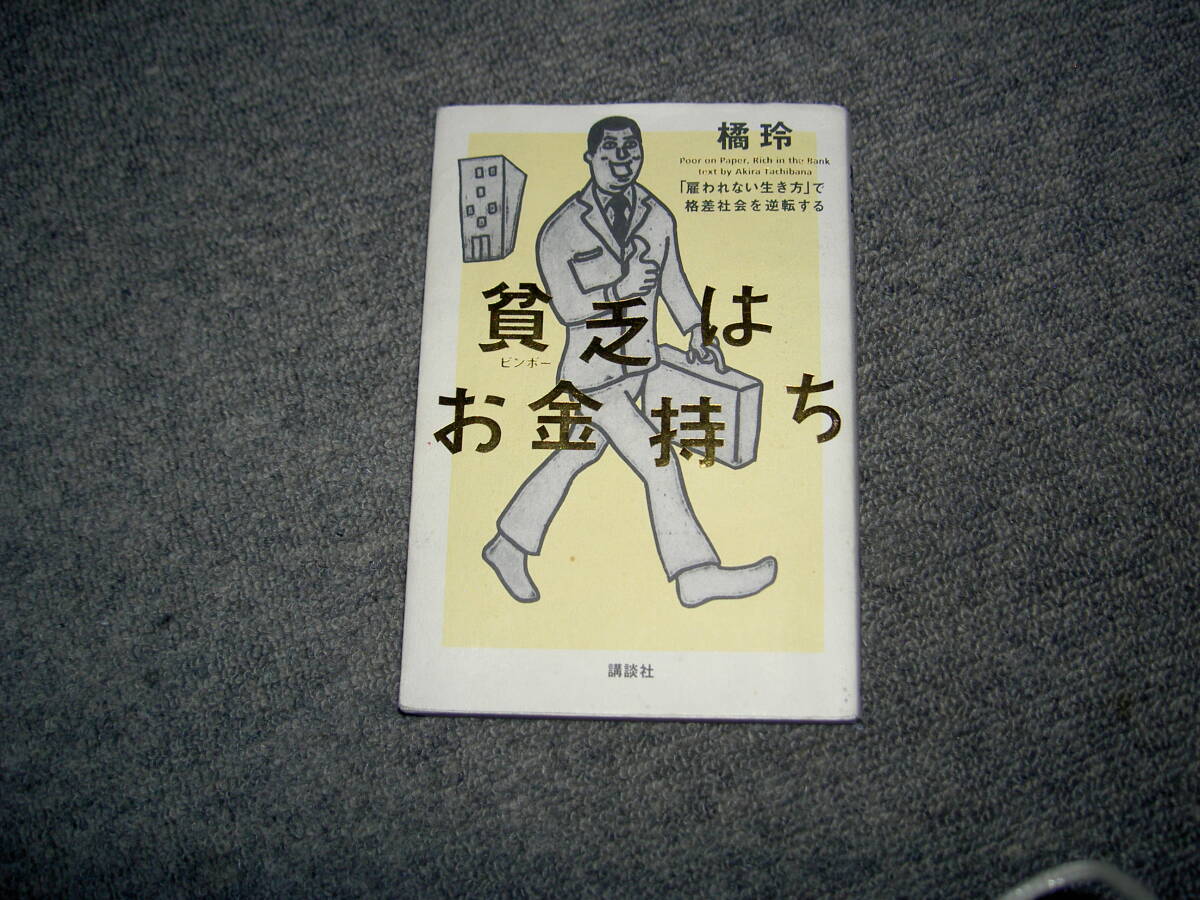 橘 玲
Poor on Paper, Rich in the Bank
text by Akira Tachibana
「雇われない生き方」で
格差社会を逆転する
貧乏は
ビンボー
お金持ち
講談社